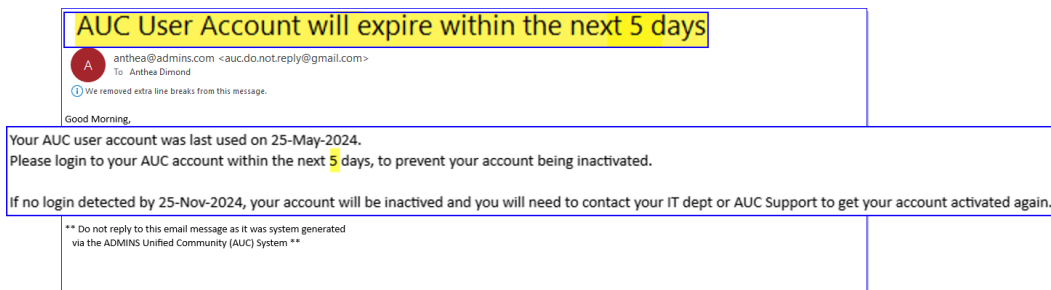 AUC User Account will expire within the next 5 days
A
anthea@admins.com <auc.do.not.reply@gmail.com>
To Anthea Dimond
i We removed extra line breaks from this message.
Good Morning,
Your AUC user account was last used on 25-May-2024.
Please login to your AUC account within the next 5 days, to prevent your account being inactivated.
If no login detected by 25-Nov-2024, your account will be inactived and you will need to contact your IT dept or AUC Support to get your account activated again.
** Do not reply to this email message as it was system generated
via the ADMINS Unified Community (AUC) System **